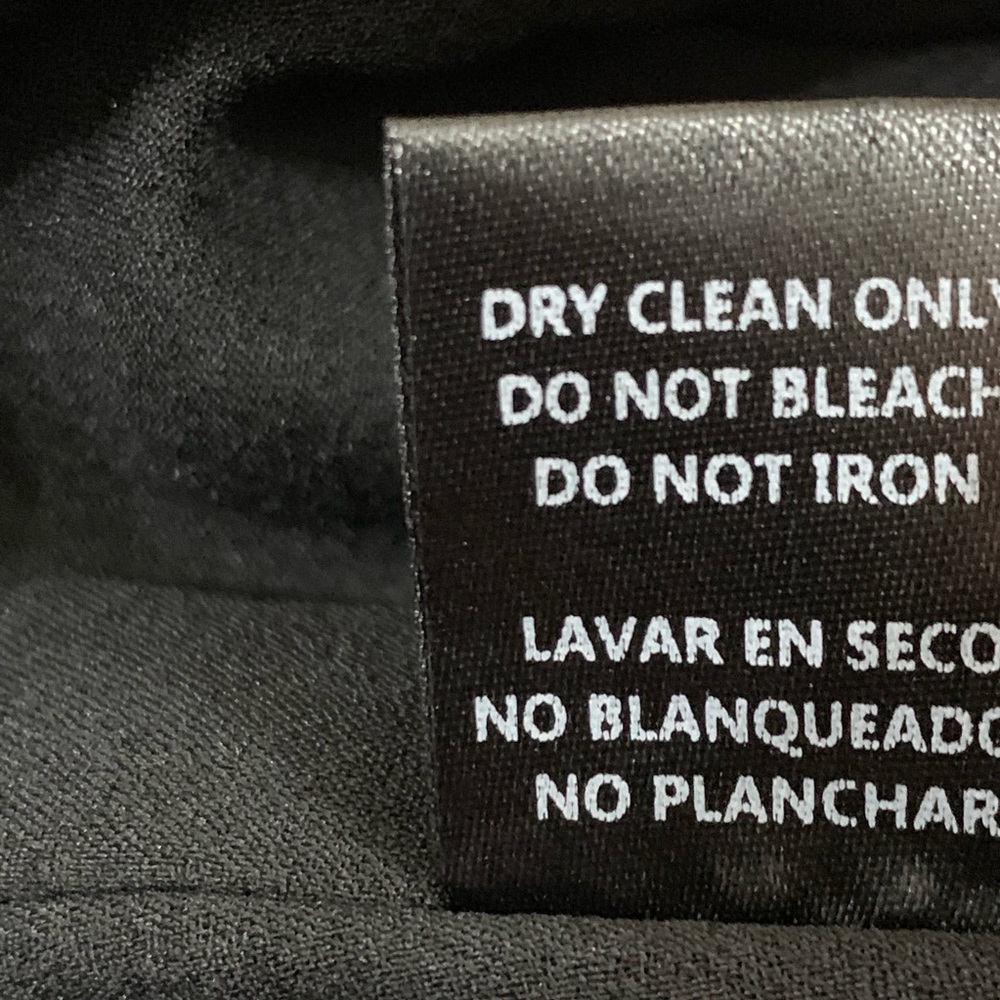 DRY CLEAN ONLY
DO NOT BLEACH
DO NOT IRON
LAVAR EN SECO
NO BLANQUEADO
NO PLANCHAR